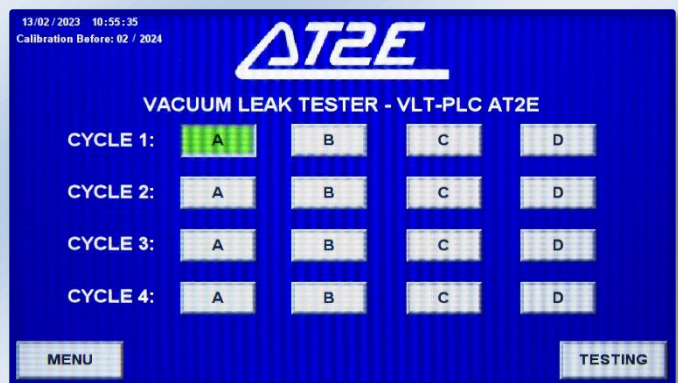 13/02/2023 10:55:35
Calibration Before: 02 / 2024
AT2E
VACUUM LEAK TESTER - VLT-PLC AT2E
CYCLE 1: A B C D
CYCLE 2: A B C D
CYCLE 3: A B C D
CYCLE 4: A B C D
MENU TESTING